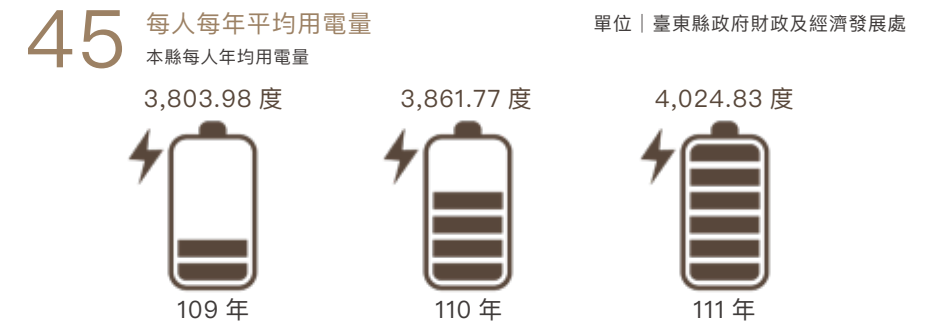 45
每人每年平均用電量
單位｜臺東縣政府財政及經濟發展處
本縣每人年均用電量
3,803.98 度
3,861.77 度
4,024.83 度
109 年
110 年
111 年